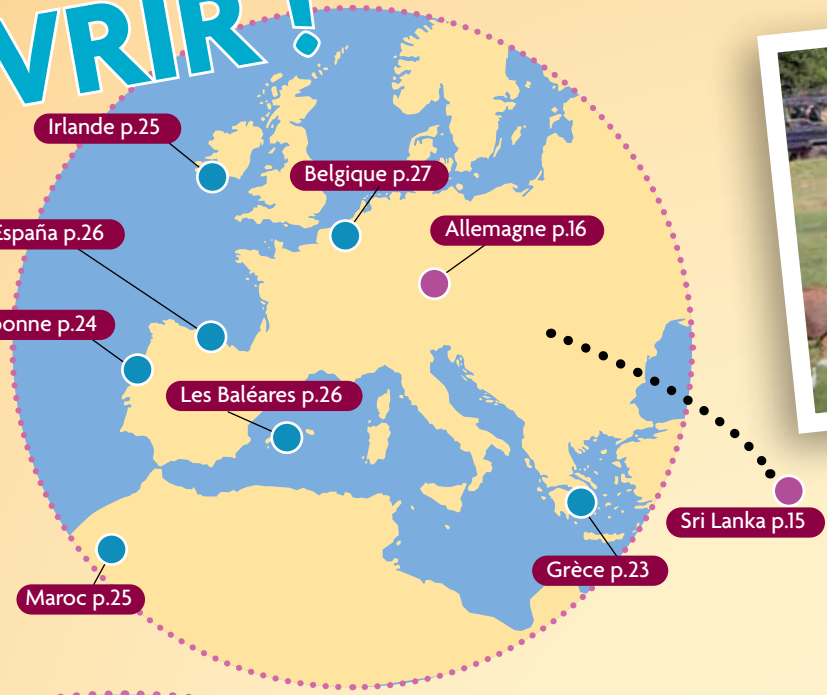 VRIR !
Irlande p.25
Belgique p.27
España p.26
Allemagne p.16
onne p.24
Les Baléares p.26
Sri Lanka p.15
Grèce p.23
Maroc p.25